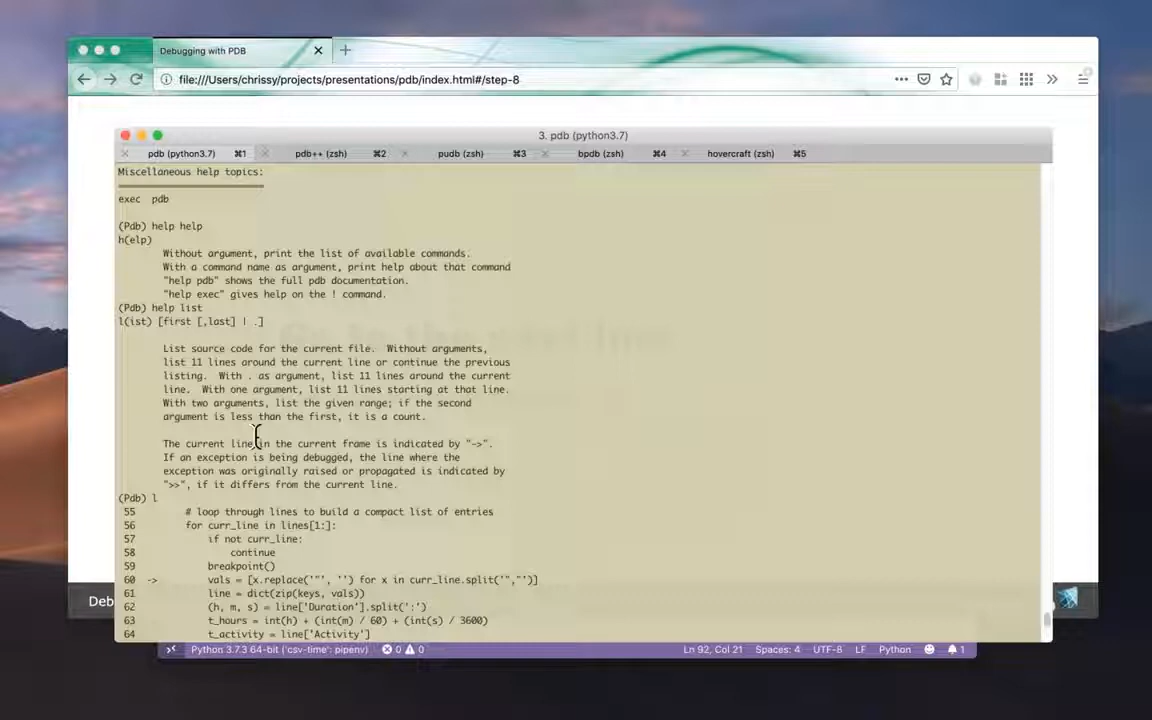 Debugging with PDB
file:///Users/chrissy/projects/presentations/pdb/index.html#/step-8
3. pdb (python3.7)
pdb (python3.7) ⌘1 pdb++ (zsh) ⌘2 pudb (zsh) ⌘3 bpdb (zsh) ⌘4 hovercraft (zsh) ⌘5
Miscellaneous help topics:
==========================
exec  pdb
(Pdb) help help
h(elp)
        Without argument, print the list of available commands.
        With a command name as argument, print help about that command
        "help pdb" shows the full pdb documentation.
        "help exec" gives help on the ! command.
(Pdb) help list
l(ist) [first [,last] | .]
        List source code for the current file.  Without arguments,
        list 11 lines around the current line or continue the previous
        listing.  With . as argument, list 11 lines around the current
        line.  With one argument, list 11 lines starting at that line.
        With two arguments, list the given range; if the second
        argument is less than the first, it is a count.
        The current line in the current frame is indicated by "->".
        If an exception is being debugged, the line where the
        exception was originally raised or propagated is indicated by
        ">>", if it differs from the current line.
(Pdb) l
 55         # loop through lines to build a compact list of entries
 56         for curr_line in lines[1:]:
 57             if not curr_line:
 58                 continue
 59             breakpoint()
 60  ->         vals = [x.replace('"', '') for x in curr_line.split('","')]
 61             line = dict(zip(keys, vals))
 62             (h, m, s) = line['Duration'].split(':')
 63             t_hours = int(h) + (int(m) / 60) + (int(s) / 3600)
 64             t_activity = line['Activity']
Deb
Python 3.7.3 64-bit ('csv-time': pipenv) 0 0 Ln 92, Col 21 Spaces: 4 UTF-8 LF Python 1